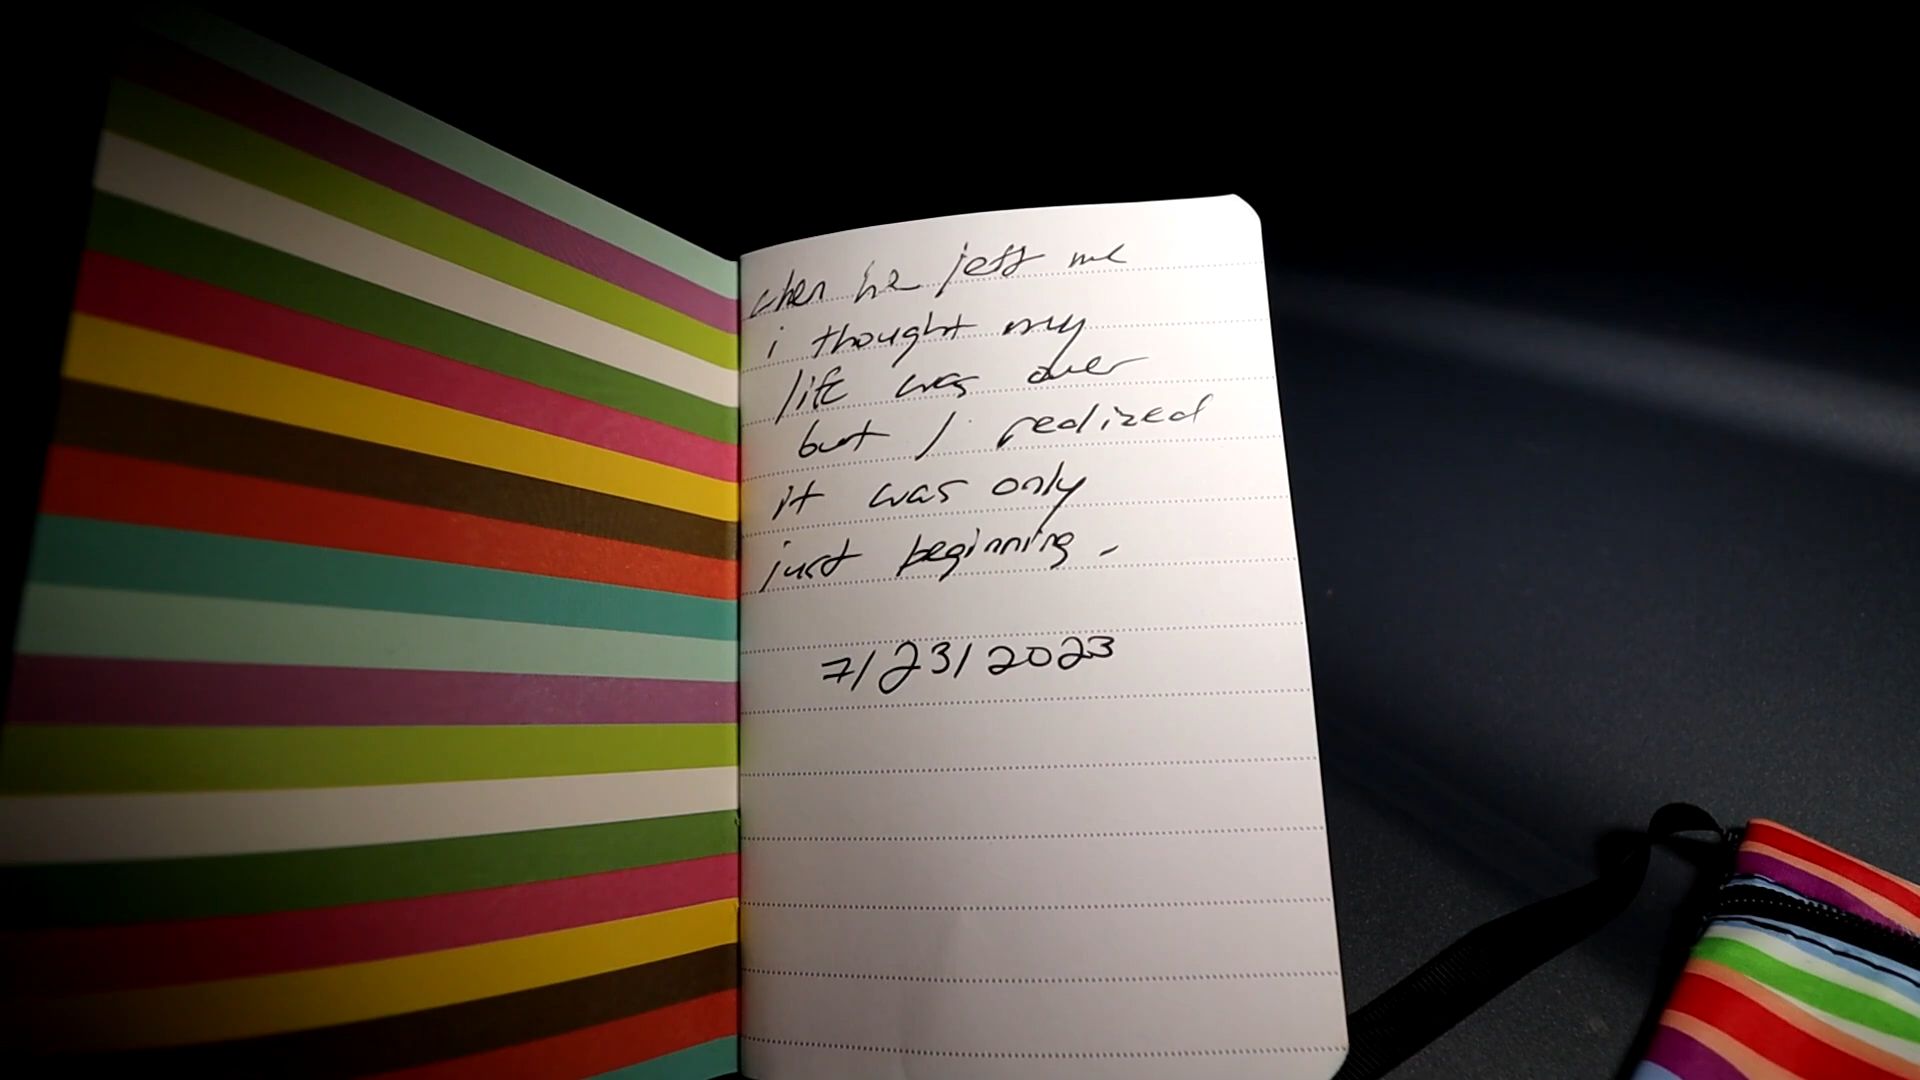 when he left me
i thought my
life was over
but I realized
it was only
just beginning.
7/23/2023